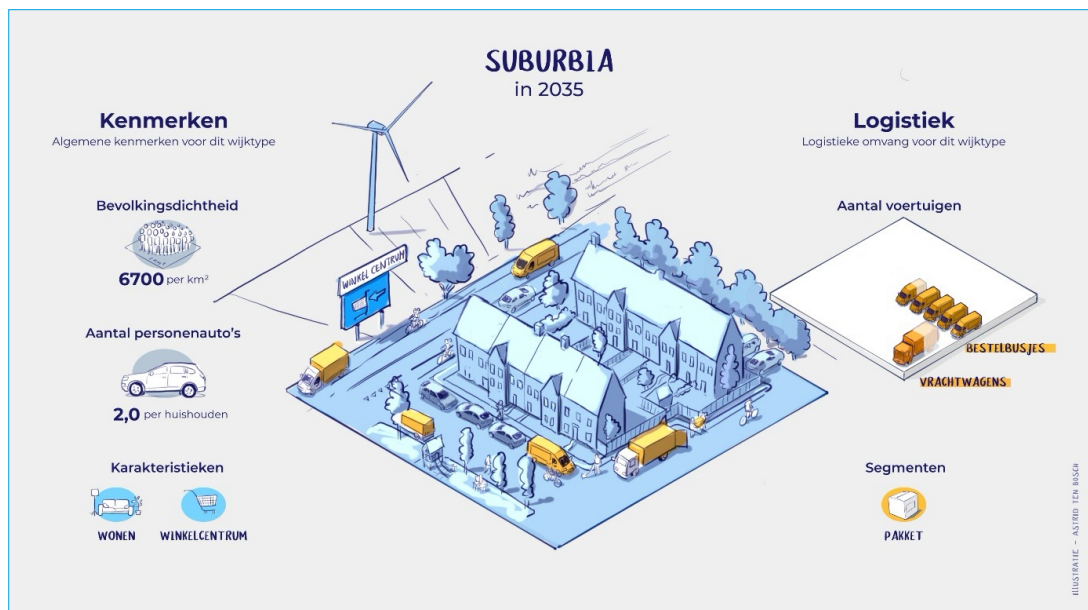 SUBURBIA
in 2035
Kenmerken
Algemene kenmerken voor dit wijktype
Bevolkingsdichtheid
6700 per km²
Aantal personenauto's
2,0 per huishouden
Karakteristieken
WONEN
WINKELCENTRUM
WINKEL CENTRUM
Logistiek
Logistieke omvang voor dit wijktype
Aantal voertuigen
BESTELBUSJES
VRACHTWAGENS
Segmenten
PAKKET
ILLUSTRATIE - ASTRID TEN BOSCH